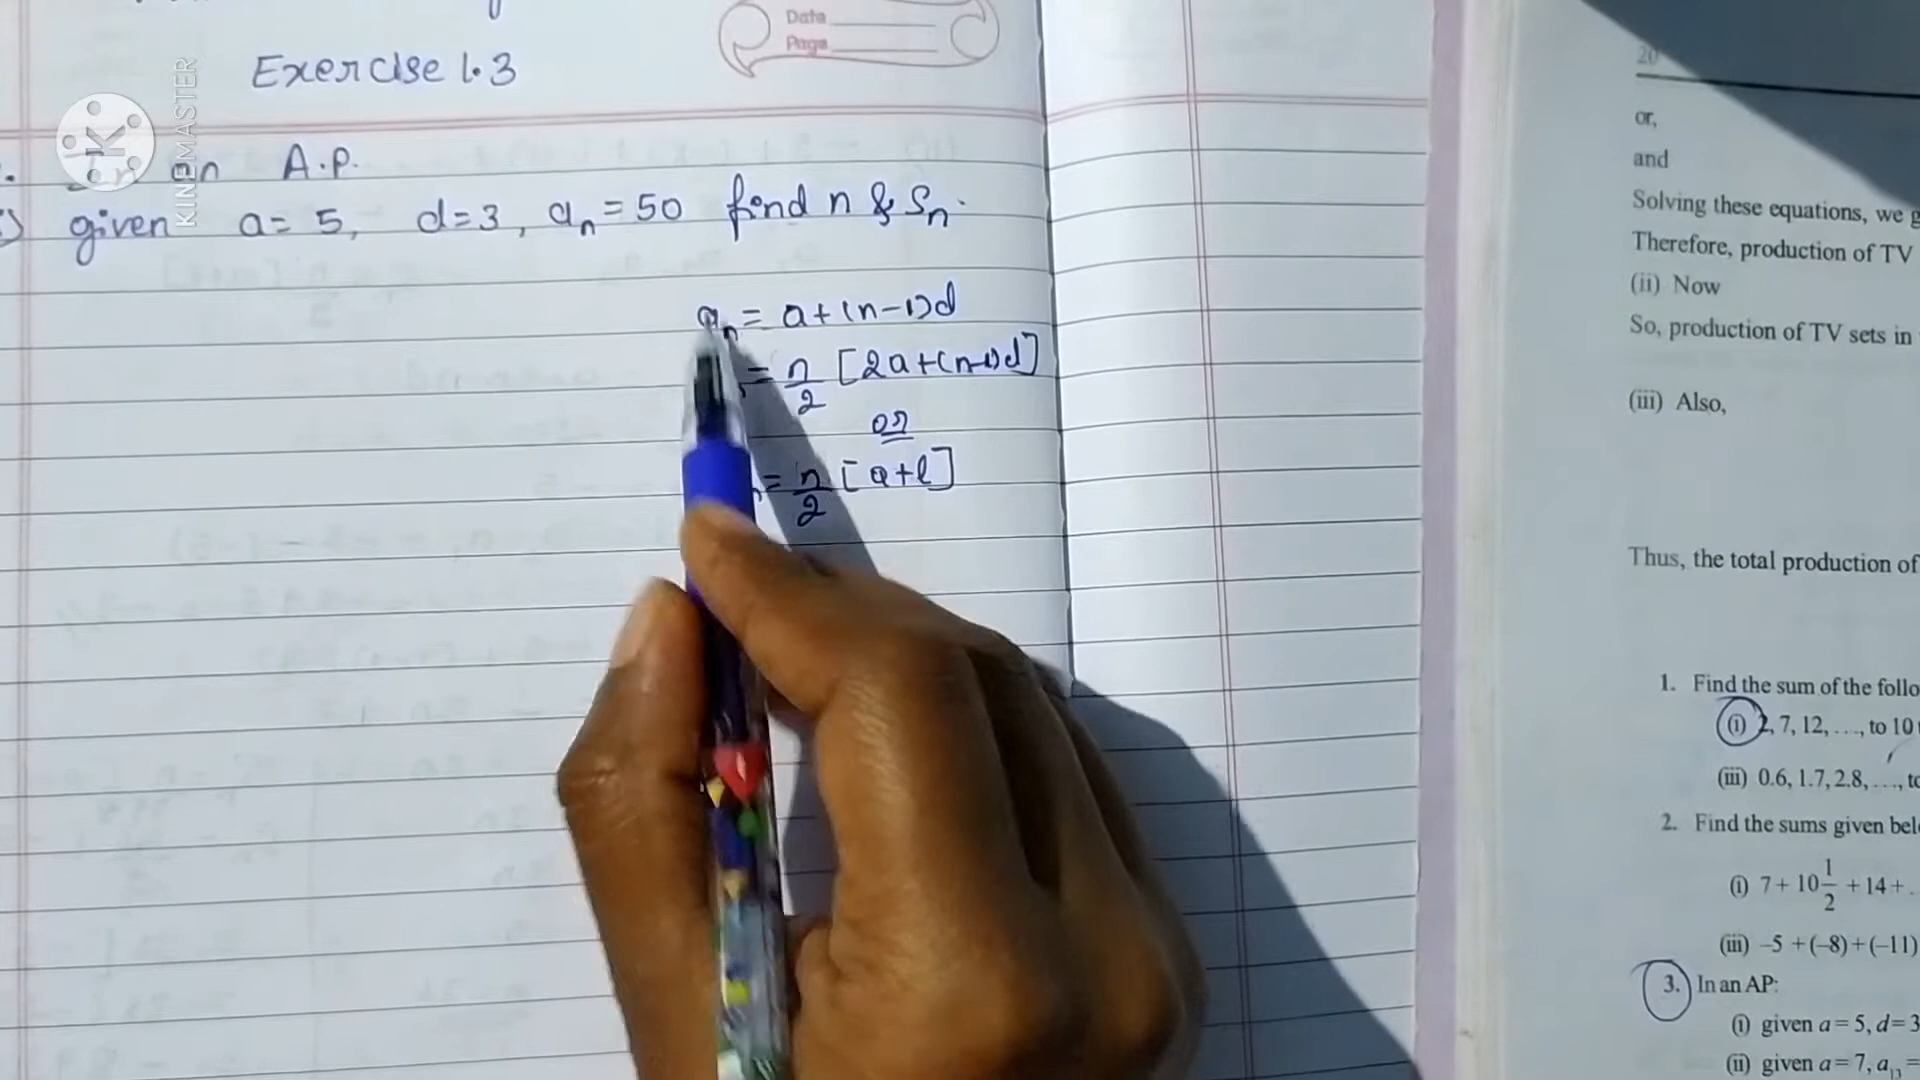 Data
Page
Exercise 1.3
KINEMASTER
In an A.P.
given a = 5, d = 3, aₙ = 50 find n & Sₙ.
aₙ = a + (n-1)d
= n/2 [2a + (n-1)d]
or
= n/2 [a + l]
20
or,
and
Solving these equations, we g
Therefore, production of TV
(ii) Now
So, production of TV sets in
(iii) Also,
Thus, the total production of
1. Find the sum of the follo
(i) 2, 7, 12, . . ., to 10
(iii) 0.6, 1.7, 2.8, . . ., to
2. Find the sums given bel
(i) 7 + 10 1/2 + 14 + .
(iii) –5 + (–8) + (–11)
3. In an AP:
(i) given a = 5, d = 3
(ii) given a = 7, a₁₃ =